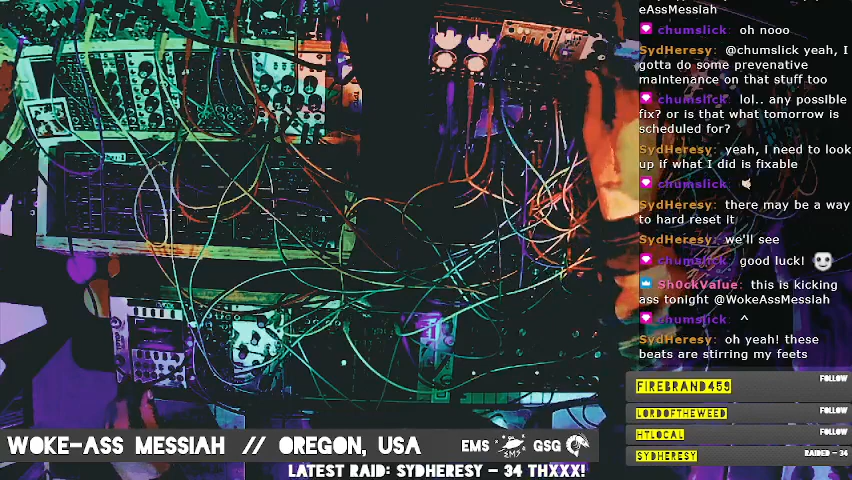 eAssMessiah
chumslick: oh nooo
SydHeresy: @chumslick yeah, I
gotta do some prevenative
maintenance on that stuff too
chumslick: lol.. any possible
fix? or is that what tomorrow is
scheduled for?
SydHeresy: yeah, I need to look
up if what I did is fixable
chumslick:
SydHeresy: there may be a way
to hard reset it
SydHeresy: we'll see
chumslick: good luck!
Sh0ckValue: this is kicking
ass tonight @WokeAssMessiah
chumslick: ^
SydHeresy: oh yeah! these
beats are stirring my feets
FIREBRAND459 FOLLOW
LORDOFTHEWEED FOLLOW
HTLOCAL FOLLOW
SYDHERESY RAIDED - 34
WOKE-ASS MESSIAH // OREGON, USA EMS EMS GSG
LATEST RAID: SYDHERESY - 34 THXXX!